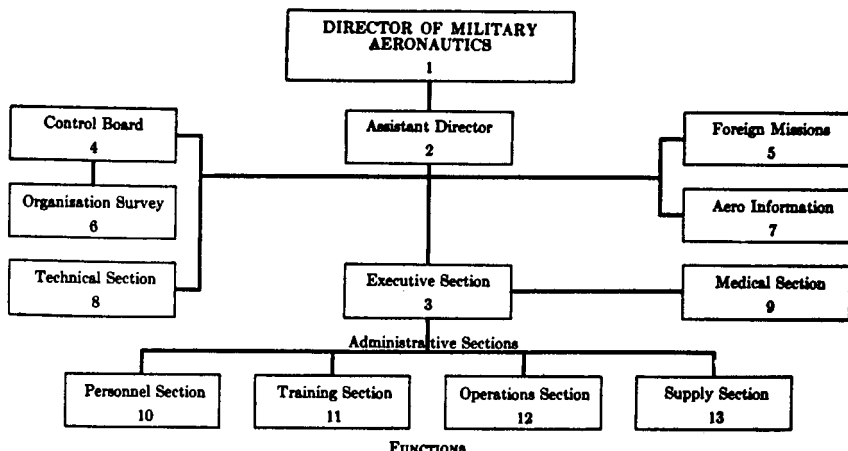 DIRECTOR OF MILITARY
AERONAUTICS
1
Control Board
4
Assistant Director
2
Foreign Missions
5
Organisation Survey
6
Aero Information
7
Technical Section
8
Executive Section
3
Medical Section
9
Administrative Sections
Personnel Section
10
Training Section
11
Operations Section
12
Supply Section
13
FUNCTIONS